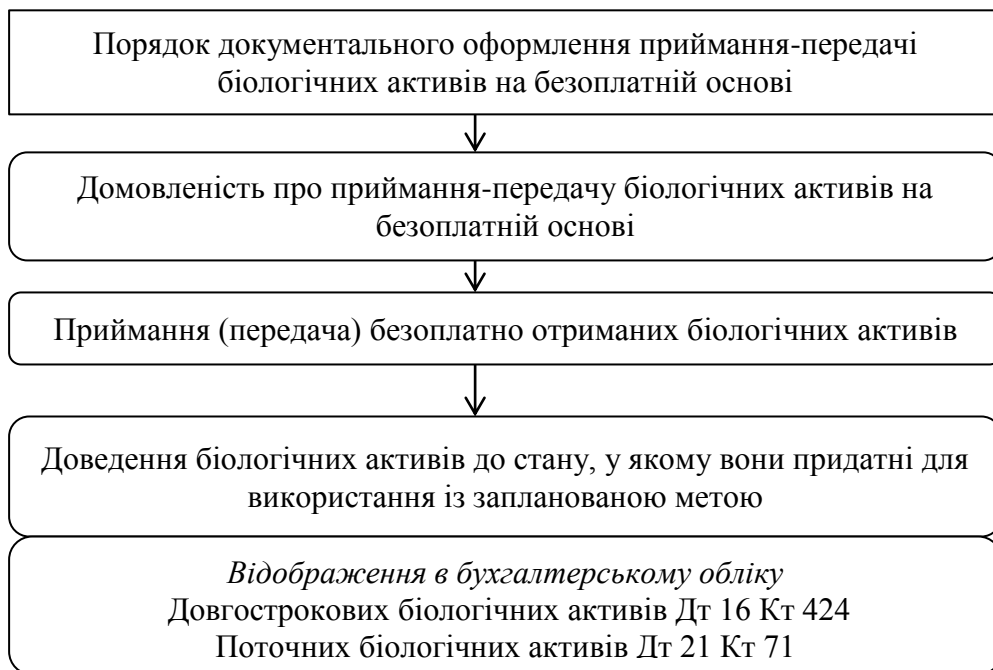 Порядок документального оформлення приймання-передачі
біологічних активів на безоплатній основі
Домовленість про приймання-передачу біологічних активів на
безоплатній основі
Приймання (передача) безоплатно отриманих біологічних активів
Доведення біологічних активів до стану, у якому вони придатні для
використання із запланованою метою
Відображення в бухгалтерському обліку
Довгострокових біологічних активів Дт 16 Кт 424
Поточних біологічних активів Дт 21 Кт 71